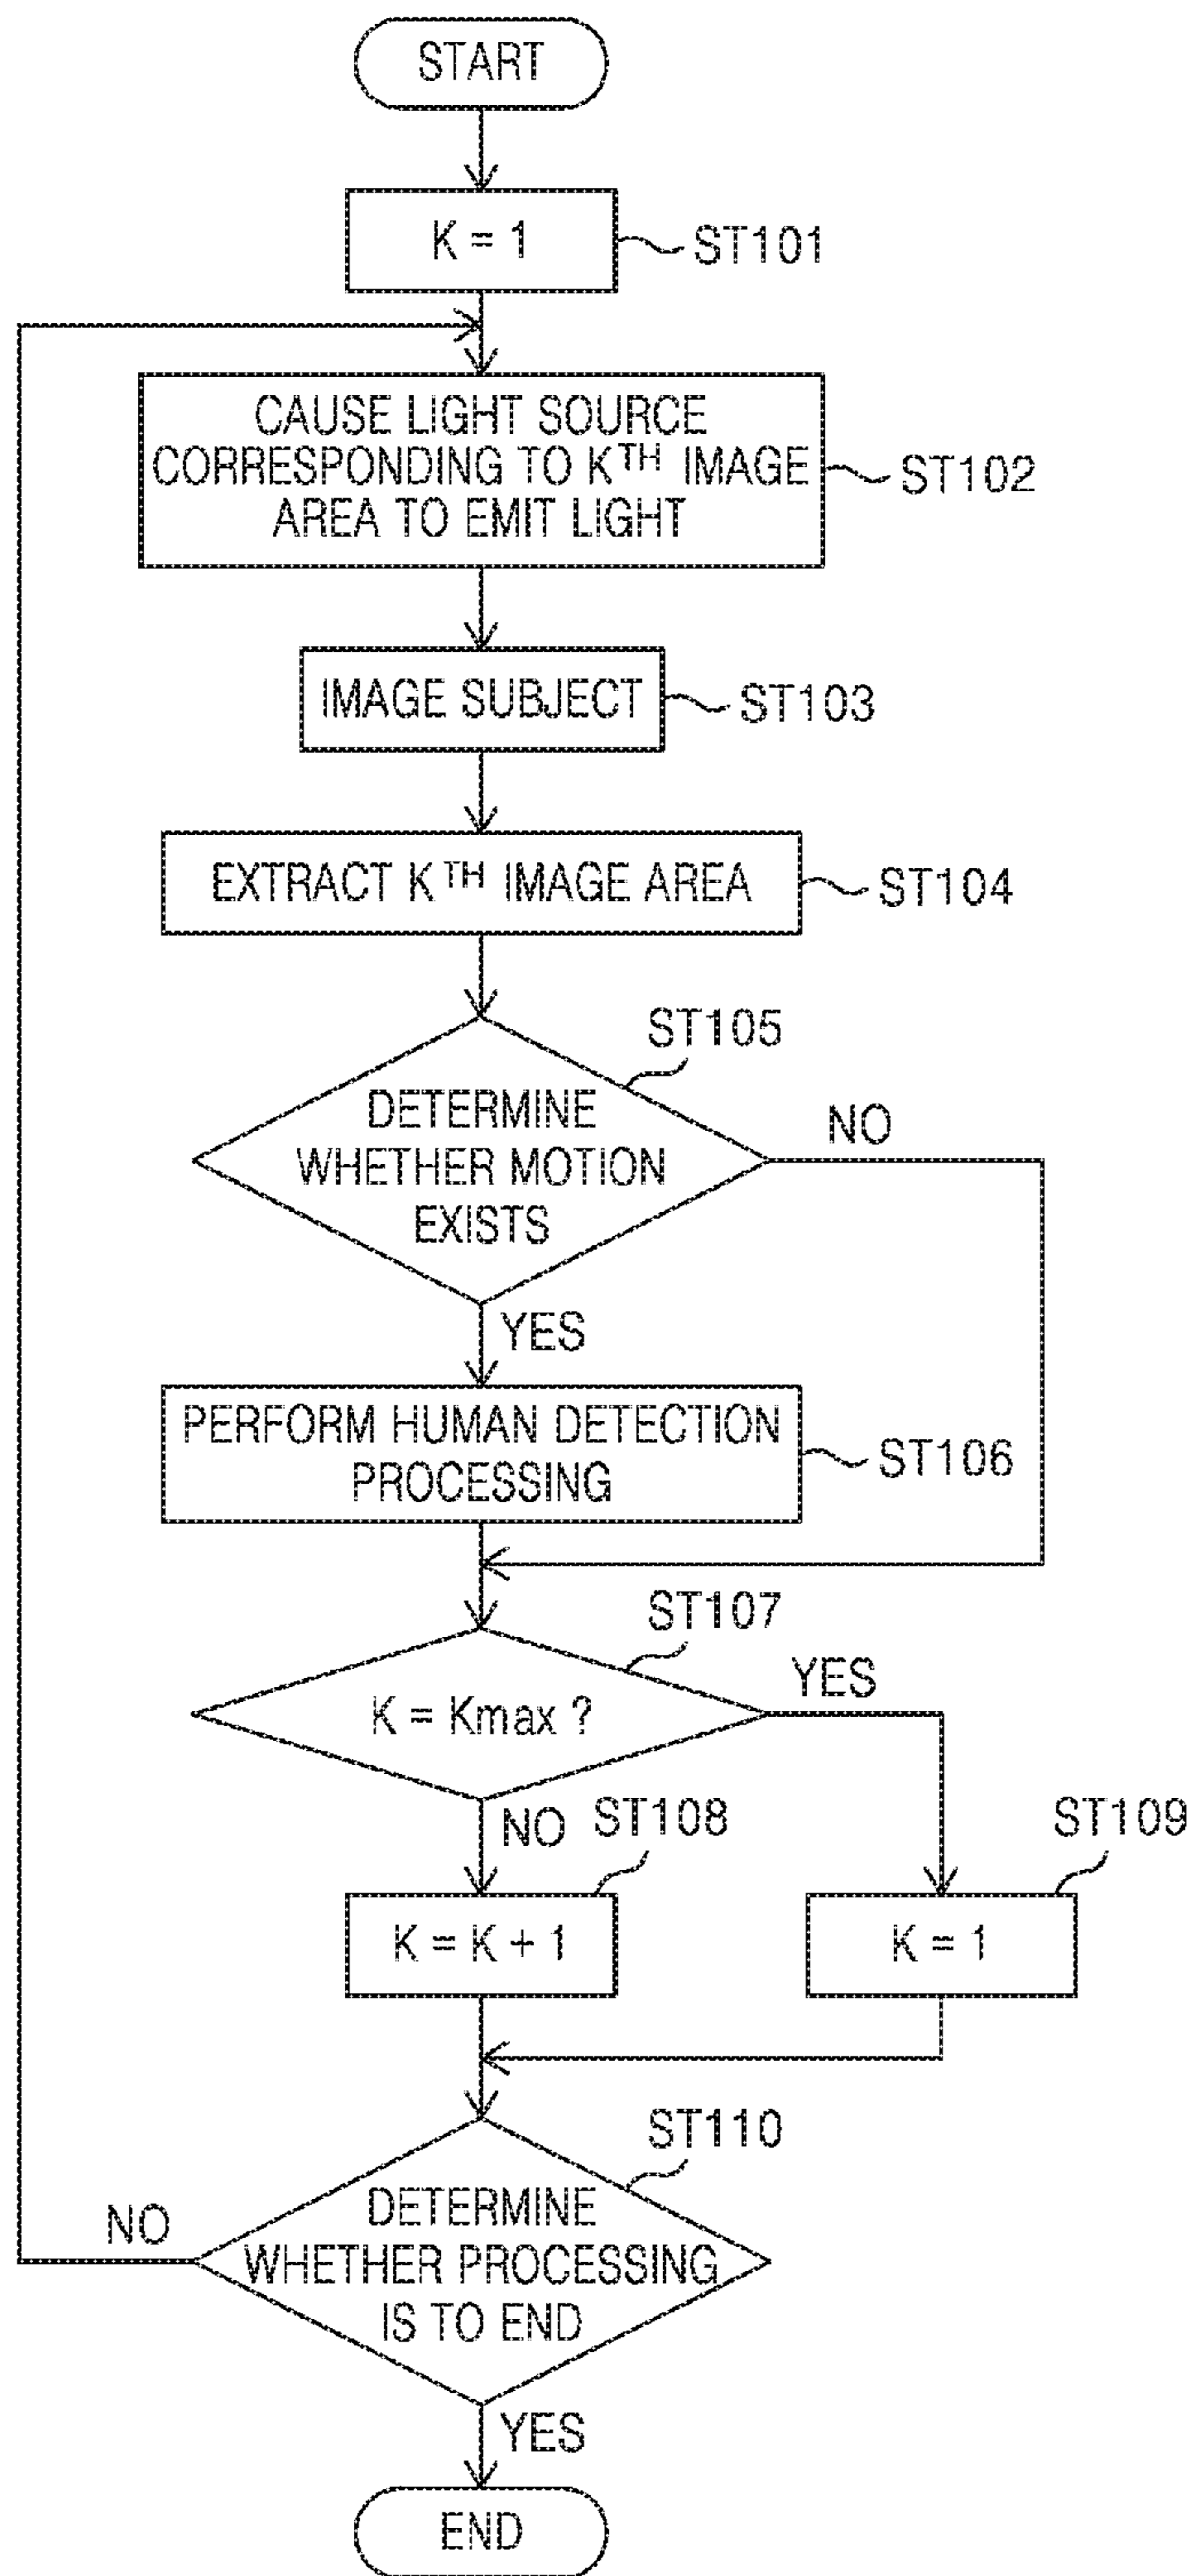 START
K = 1
ST101
CAUSE LIGHT SOURCE
CORRESPONDING TO KTH IMAGE
AREA TO EMIT LIGHT
ST102
IMAGE SUBJECT
ST103
EXTRACT KTH IMAGE AREA
ST104
ST105
DETERMINE
WHETHER MOTION
EXISTS
NO
YES
PERFORM HUMAN DETECTION
PROCESSING
ST106
ST107
K = Kmax ?
YES
NO
ST108
ST109
K = K + 1
K = 1
ST110
DETERMINE
WHETHER PROCESSING
IS TO END
NO
YES
END